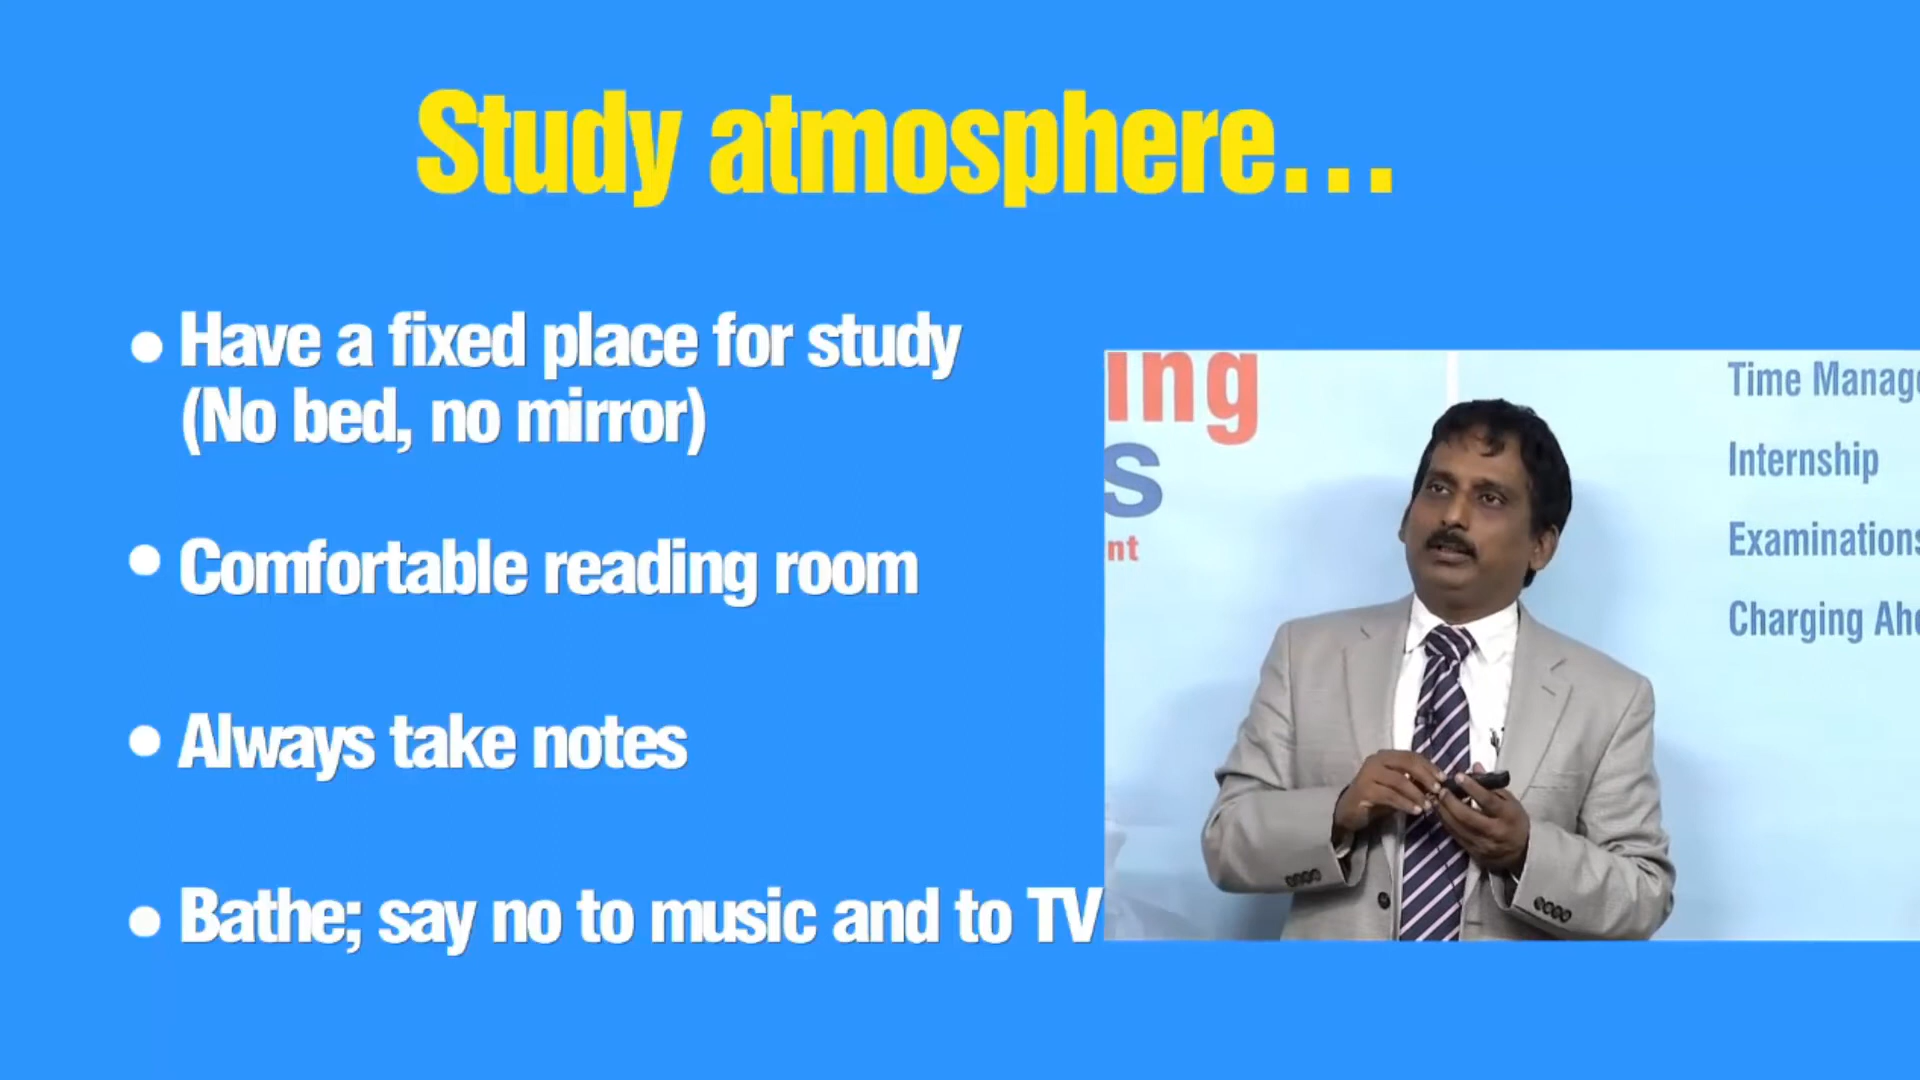 Study atmosphere...
• Have a fixed place for study
(No bed, no mirror)
• Comfortable reading room
• Always take notes
• Bathe; say no to music and to TV
ing
S
nt
Time Manag
Internship
Examinations
Charging Ah